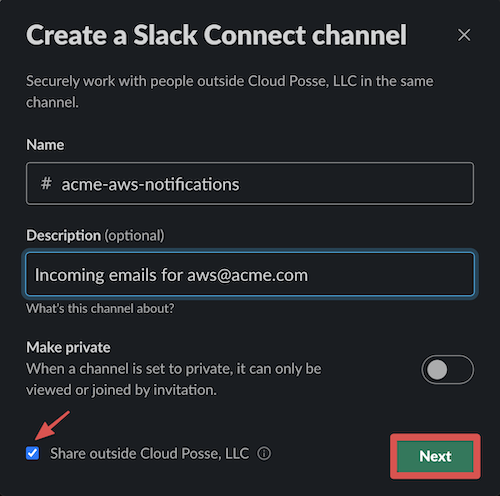 Create a Slack Connect channel
Securely work with people outside Cloud Posse, LLC in the same
channel.
Name
# acme-aws-notifications
Description (optional)
Incoming emails for aws@acme.com
What's this channel about?
Make private
When a channel is set to private, it can only be
viewed or joined by invitation.
Share outside Cloud Posse, LLC
Next